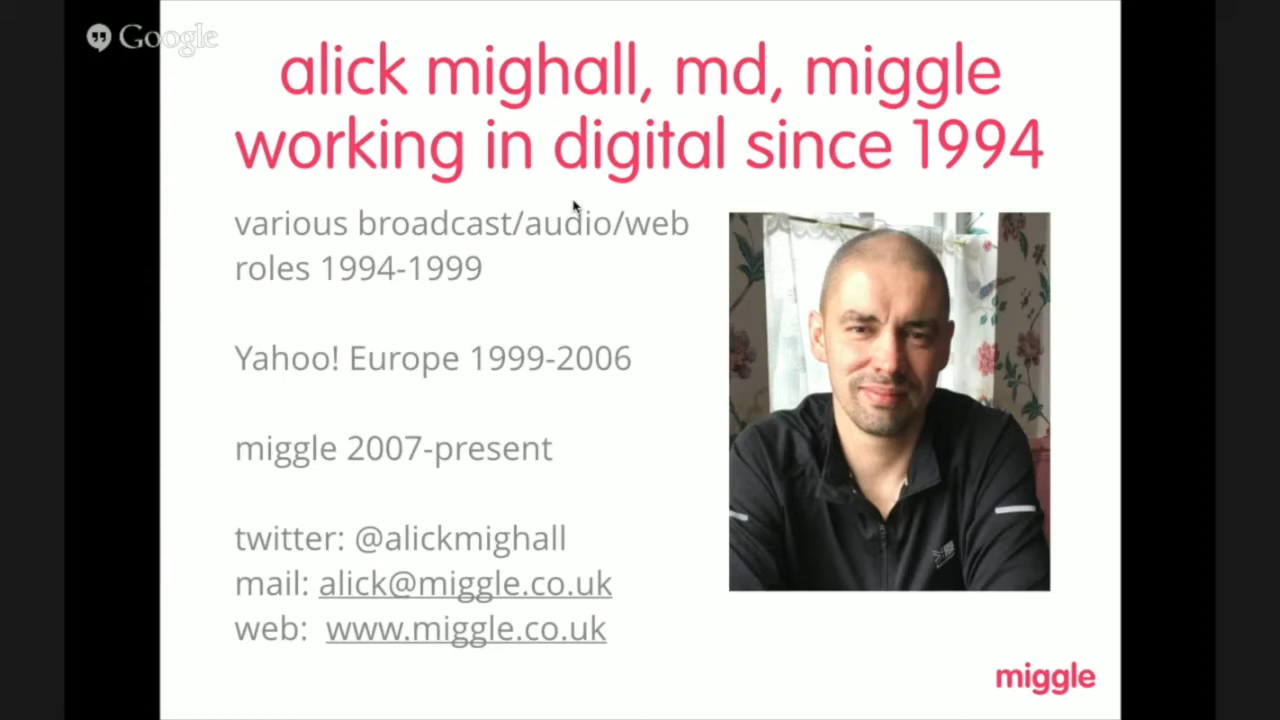 Google
alick mighall, md, miggle
working in digital since 1994
various broadcast/audio/web
roles 1994-1999
Yahoo! Europe 1999-2006
miggle 2007-present
twitter: @alickmighall
mail: alick@miggle.co.uk
web: www.miggle.co.uk
miggle